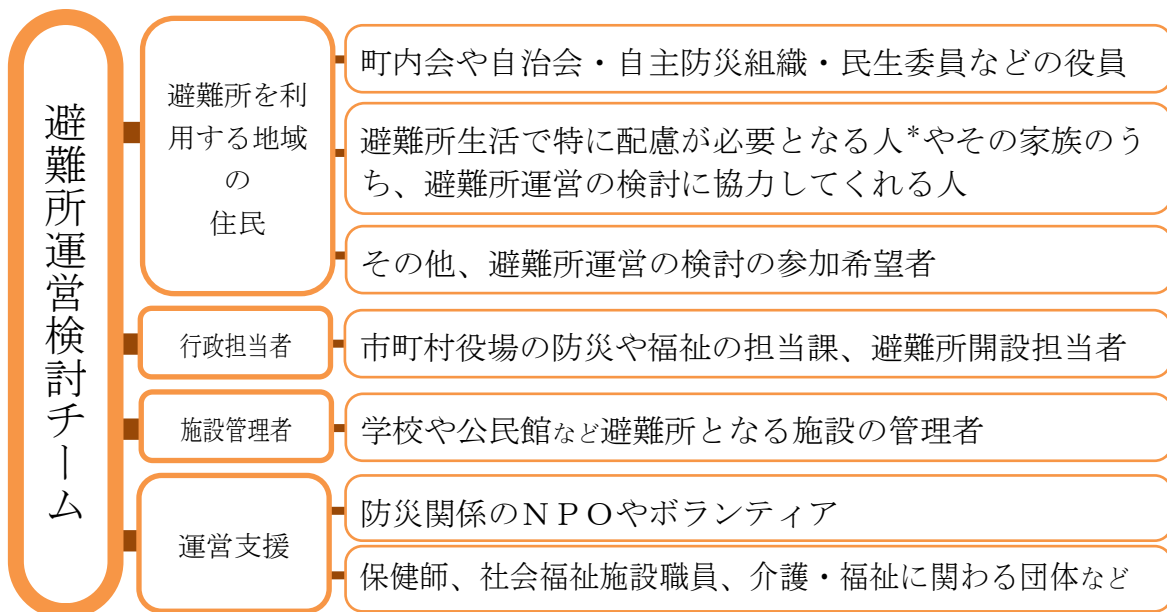 避難所運営検討チーム
避難所を利
用する地域
の
住民
町内会や自治会・自主防災組織・民生委員などの役員
避難所生活で特に配慮が必要となる人*やその家族のう
ち、避難所運営の検討に協力してくれる人
その他、避難所運営の検討の参加希望者
行政担当者
市町村役場の防災や福祉の担当課、避難所開設担当者
施設管理者
学校や公民館など避難所となる施設の管理者
運営支援
防災関係のＮＰＯやボランティア
保健師、社会福祉施設職員、介護・福祉に関わる団体など